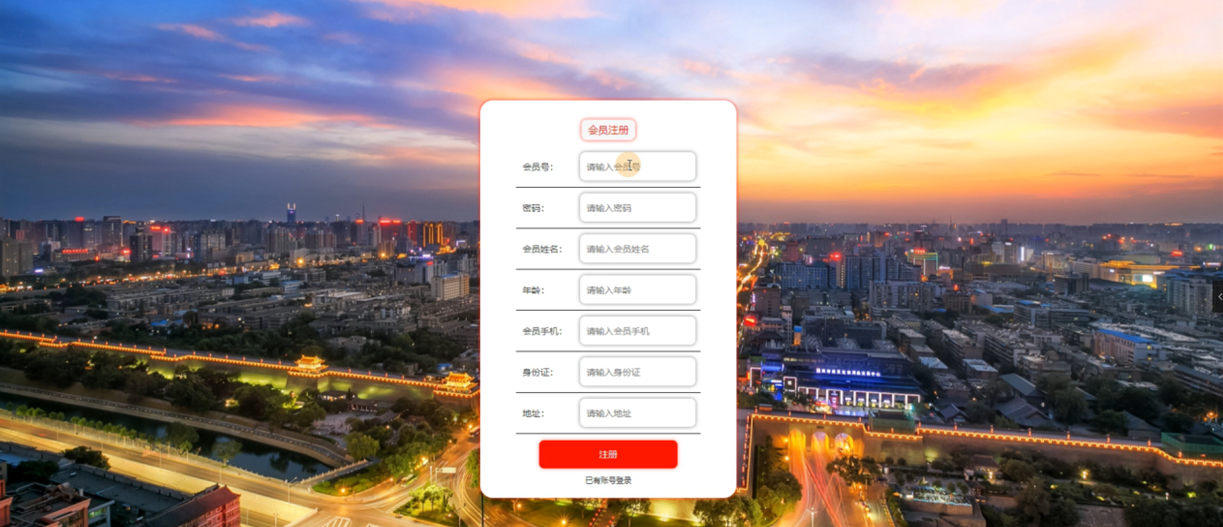 会员注册
会员号： 请输入会员号
密码： 请输入密码
会员姓名： 请输入会员姓名
年龄： 请输入年龄
会员手机： 请输入会员手机
身份证： 请输入身份证
地址： 请输入地址
注册
已有账号登录